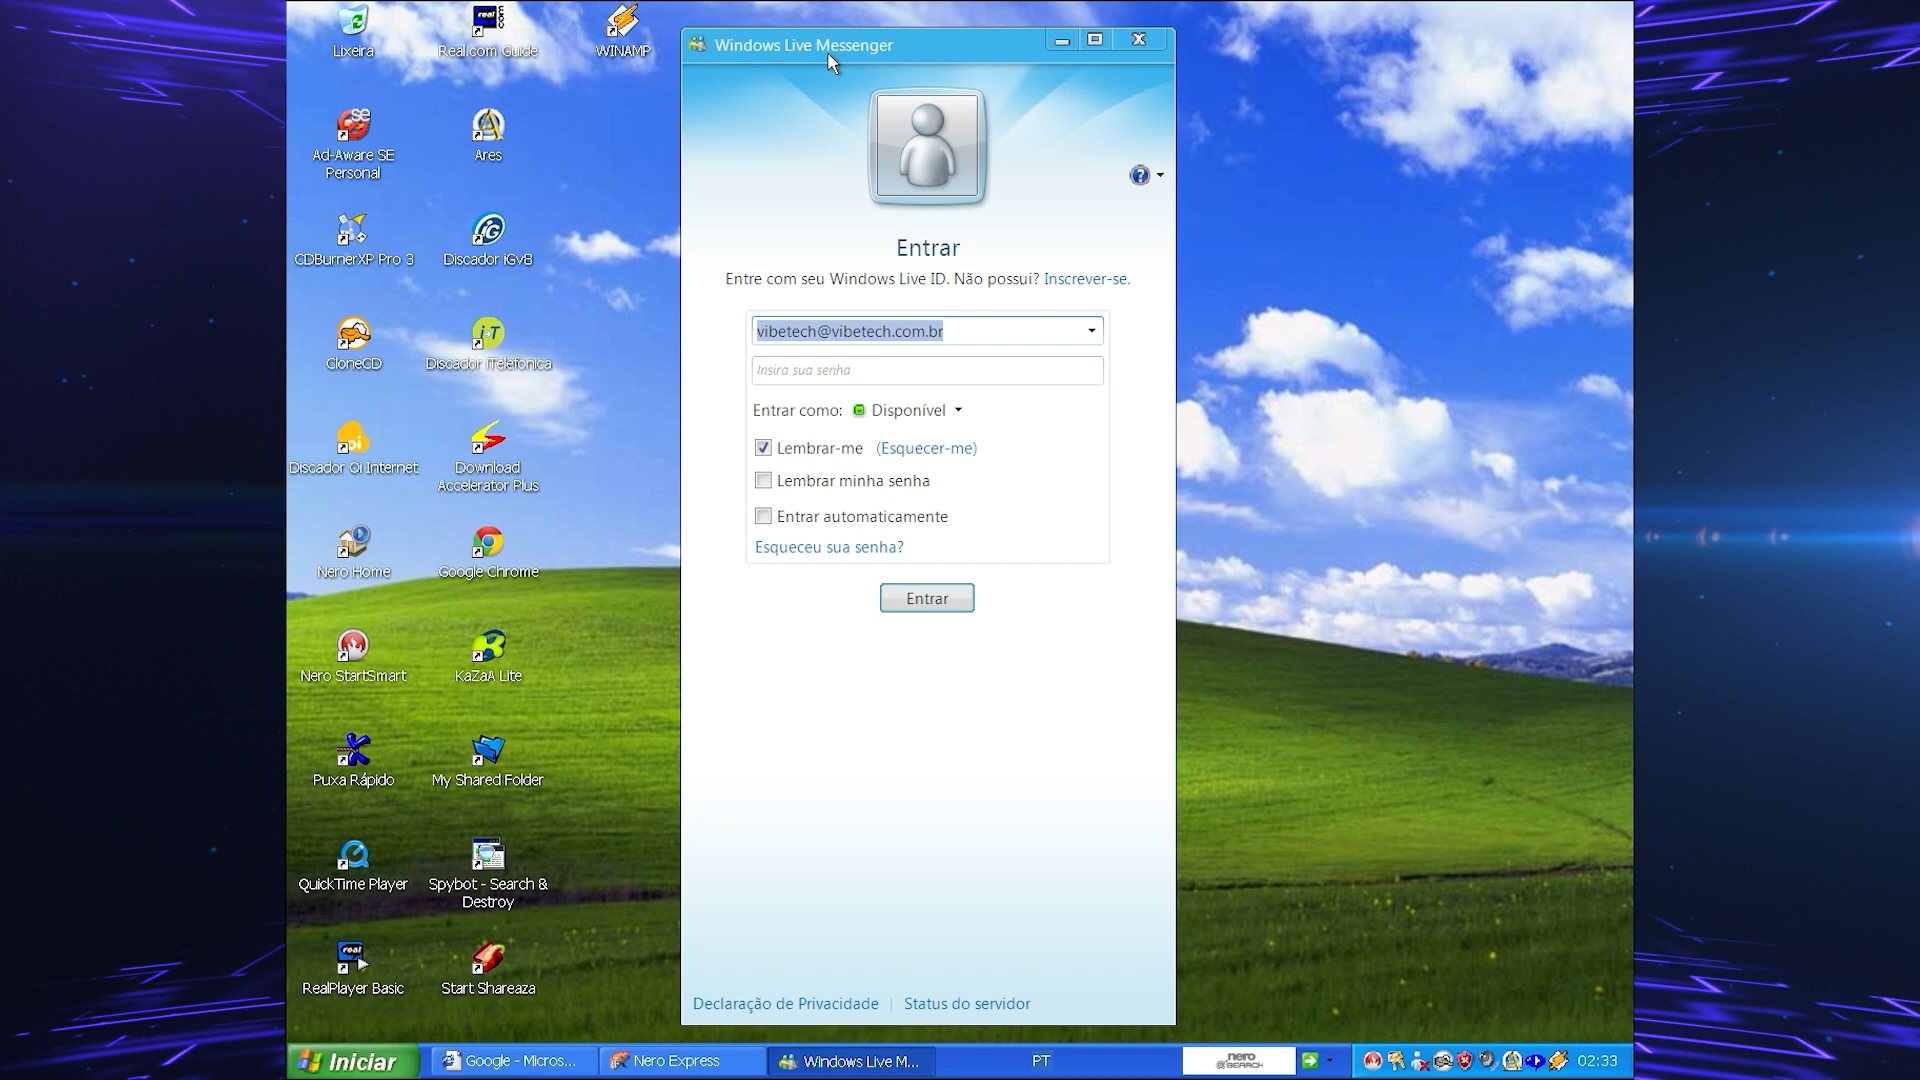 Lixeira
Real.com Guide
WINAMP
Ad-Aware SE
Personal
Ares
CDBurnerXP Pro 3
Discador iGv8
CloneCD
Discador iTelefonica
Discador Oi Internet
Download
Accelerator Plus
Nero Home
Google Chrome
Nero StartSmart
KaZaA Lite
Puxa Rápido
My Shared Folder
QuickTime Player
Spybot - Search &
Destroy
RealPlayer Basic
Start Shareaza
Windows Live Messenger
Entrar
Entre com seu Windows Live ID. Não possui? Inscrever-se.
vibetech@vibetech.com.br
Insira sua senha
Entrar como: Disponível
Lembrar-me (Esquecer-me)
Lembrar minha senha
Entrar automaticamente
Esqueceu sua senha?
Entrar
Declaração de Privacidade | Status do servidor
Iniciar
Google - Micros...
Nero Express
Windows Live M...
PT
nero
SEARCH
02:33